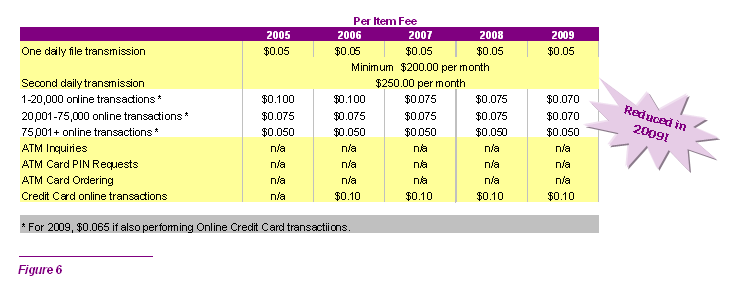 Per Item Fee
2005 2006 2007 2008 2009
One daily file transmission $0.05 $0.05 $0.05 $0.05 $0.05
Minimum $200.00 per month
Second daily transmission $250.00 per month
1-20,000 online transactions * $0.100 $0.100 $0.075 $0.075 $0.070
20,001-75,000 online transactions * $0.075 $0.075 $0.075 $0.075 $0.070
75,001+ online transactions * $0.050 $0.050 $0.050 $0.050 $0.050
Reduced in
2009!
ATM Inquiries n/a n/a n/a n/a n/a
ATM Card PIN Requests n/a n/a n/a n/a n/a
ATM Card Ordering n/a n/a n/a n/a n/a
Credit Card online transactions n/a $0.10 $0.10 $0.10 $0.10
* For 2009, $0.065 if also performing Online Credit Card transactiions.
Figure 6